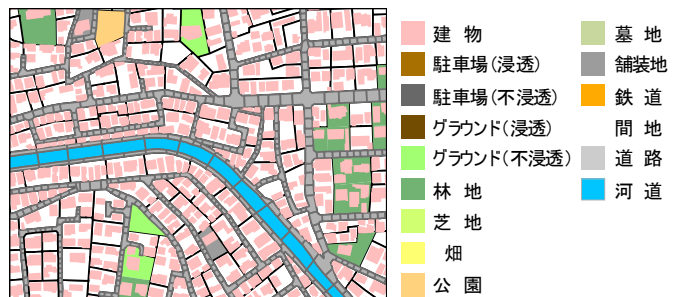 建 物
駐車場(浸透)
駐車場(不浸透)
グラウンド(浸透)
グラウンド(不浸透)
林 地
芝 地
畑
公 園
墓 地
舗装地
鉄 道
間 地
道 路
河 道